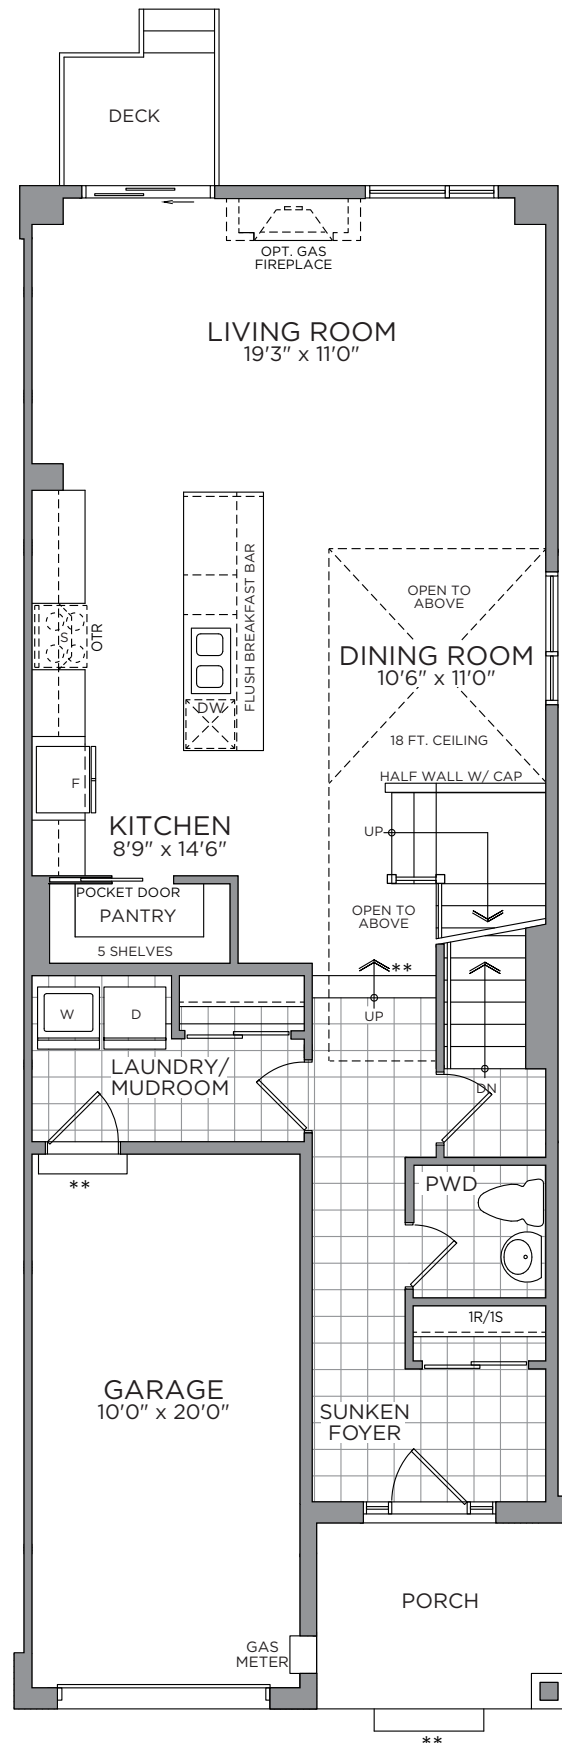 DECK
OPT. GAS
FIREPLACE
LIVING ROOM
19'3" x 11'0"
FLUSH BREAKFAST BAR
OPEN TO
ABOVE
S
OTR
DINING ROOM
10'6" x 11'0"
DW
18 FT. CEILING
F
HALF WALL W/ CAP
KITCHEN
8'9" x 14'6"
UP
POCKET DOOR
PANTRY
5 SHELVES
OPEN TO
ABOVE
**
UP
W
D
LAUNDRY/
MUDROOM
DN
**
PWD
1R/1S
GARAGE
10'0" x 20'0"
SUNKEN
FOYER
PORCH
GAS
METER
**